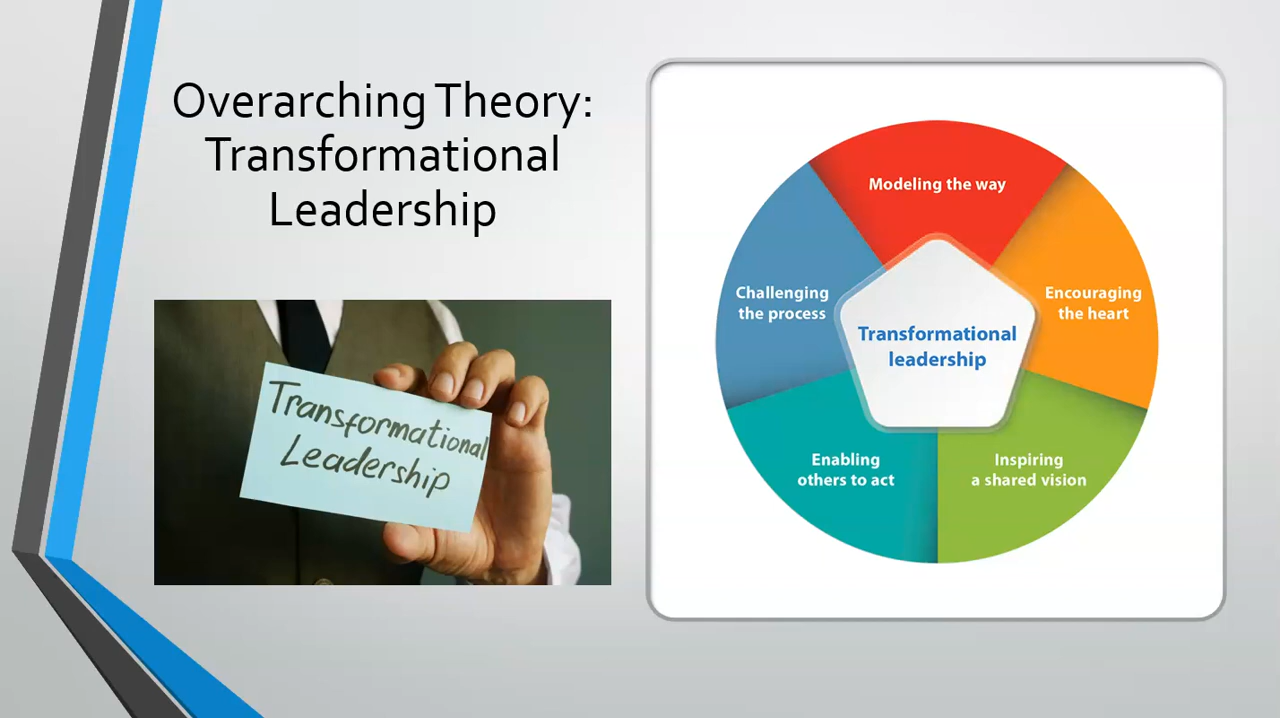 Overarching Theory:
Transformational
Leadership
Transformational
Leadership
Modeling the way
Encouraging
the heart
Inspiring
a shared vision
Enabling
others to act
Challenging
the process
Transformational
leadership